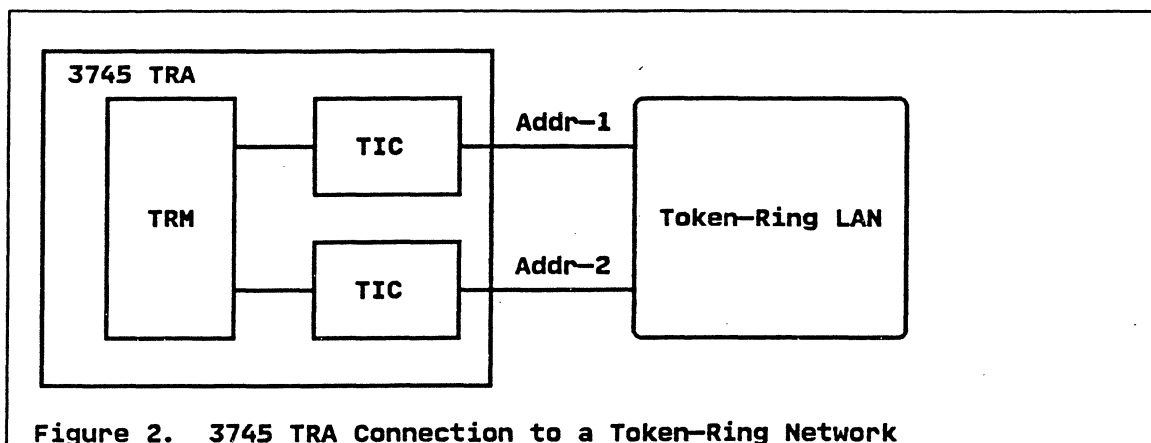 3745 TRA
Addr-1
TIC
TRM
Token-Ring LAN
Addr-2
TIC
Figure 2. 3745 TRA Connection to a Token-Ring Network